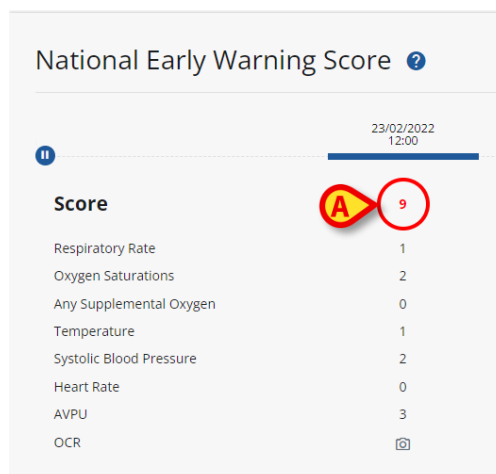 National Early Warning Score ?
23/02/2022
12:00
Score A 9
Respiratory Rate 1
Oxygen Saturations 2
Any Supplemental Oxygen 0
Temperature 1
Systolic Blood Pressure 2
Heart Rate 0
AVPU 3
OCR